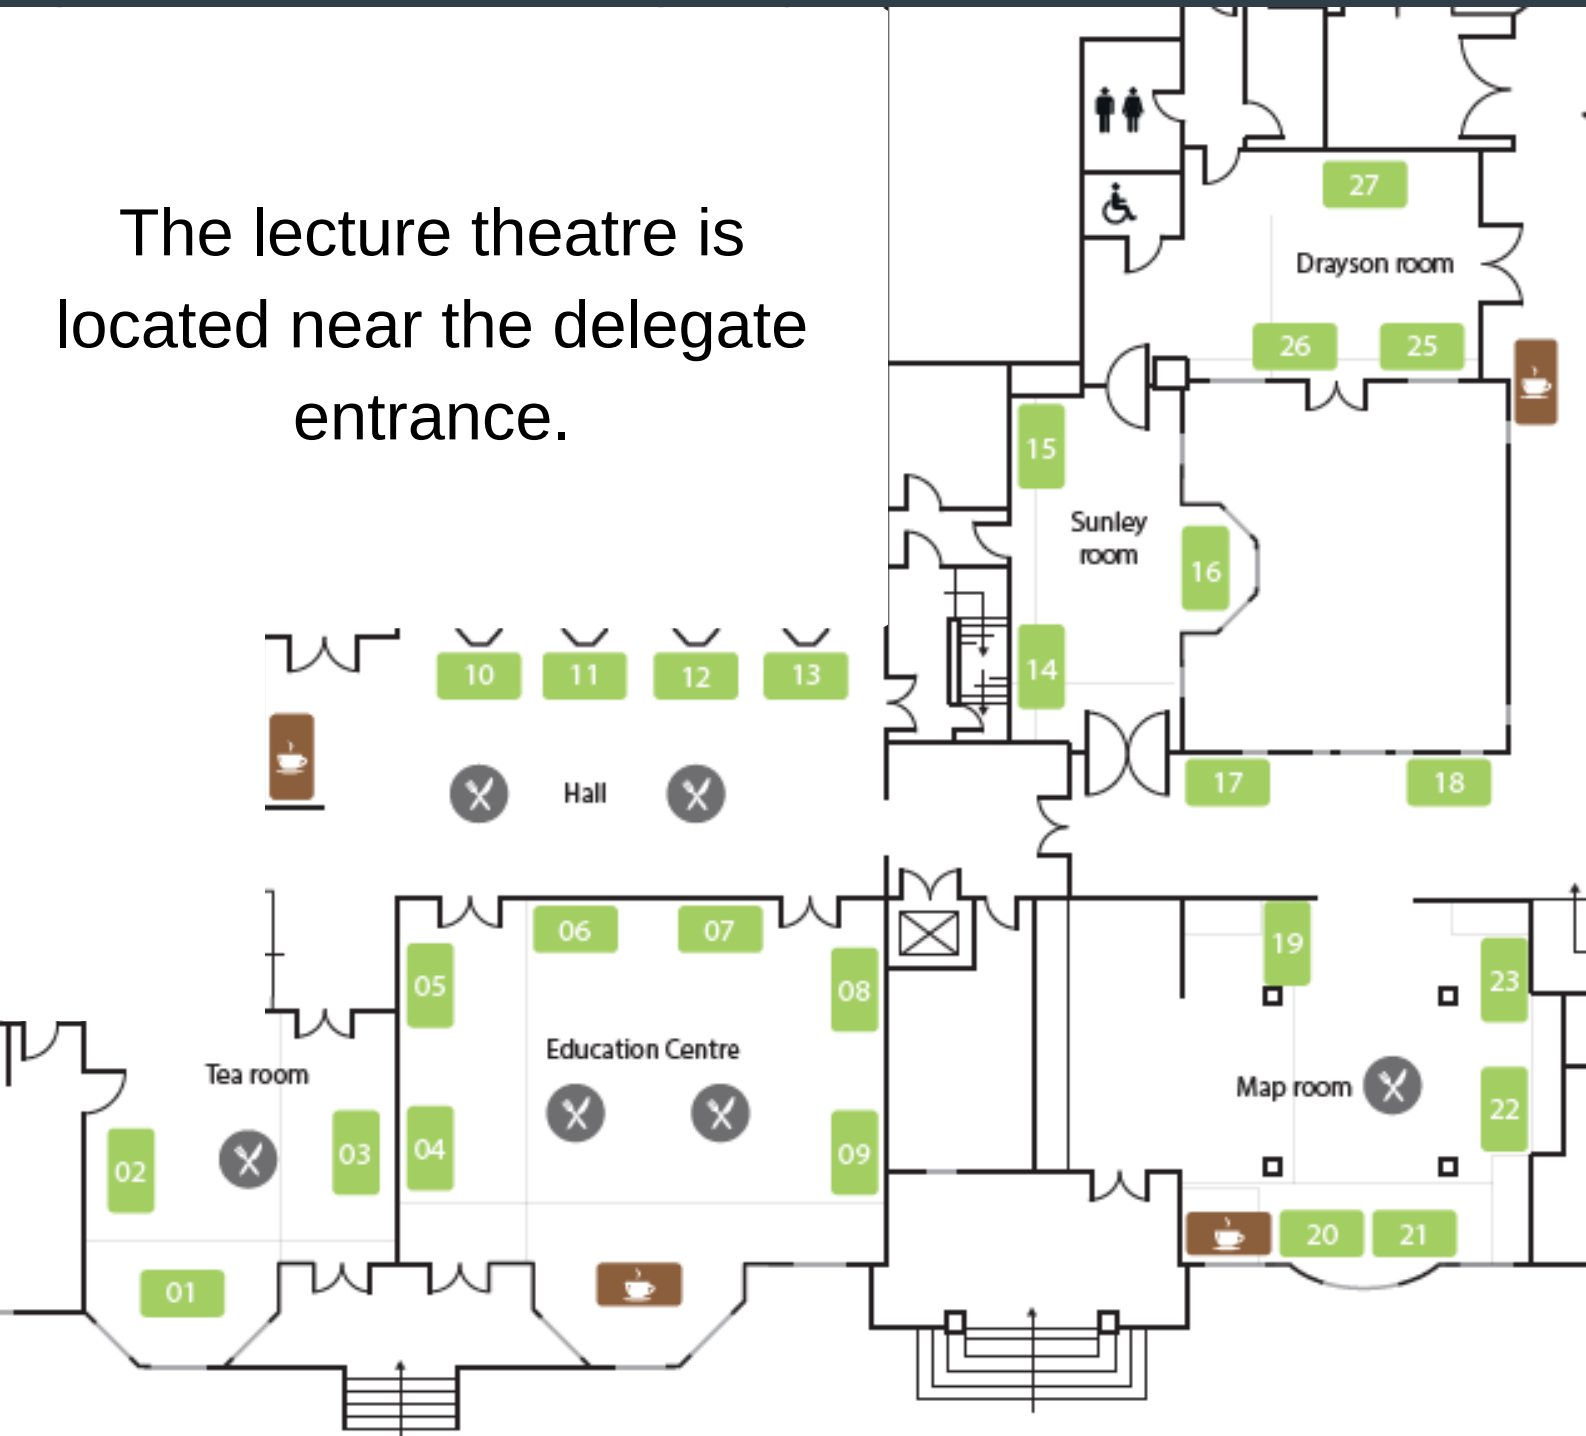 The lecture theatre is
located near the delegate
entrance.
27
Drayson room
26 25
15
Sunley
room
16
14
10 11 12 13
Hall
17 18
06 07
19
05
08
23
Education Centre
Tea room
Map room
22
04
03
09
02
20 21
01